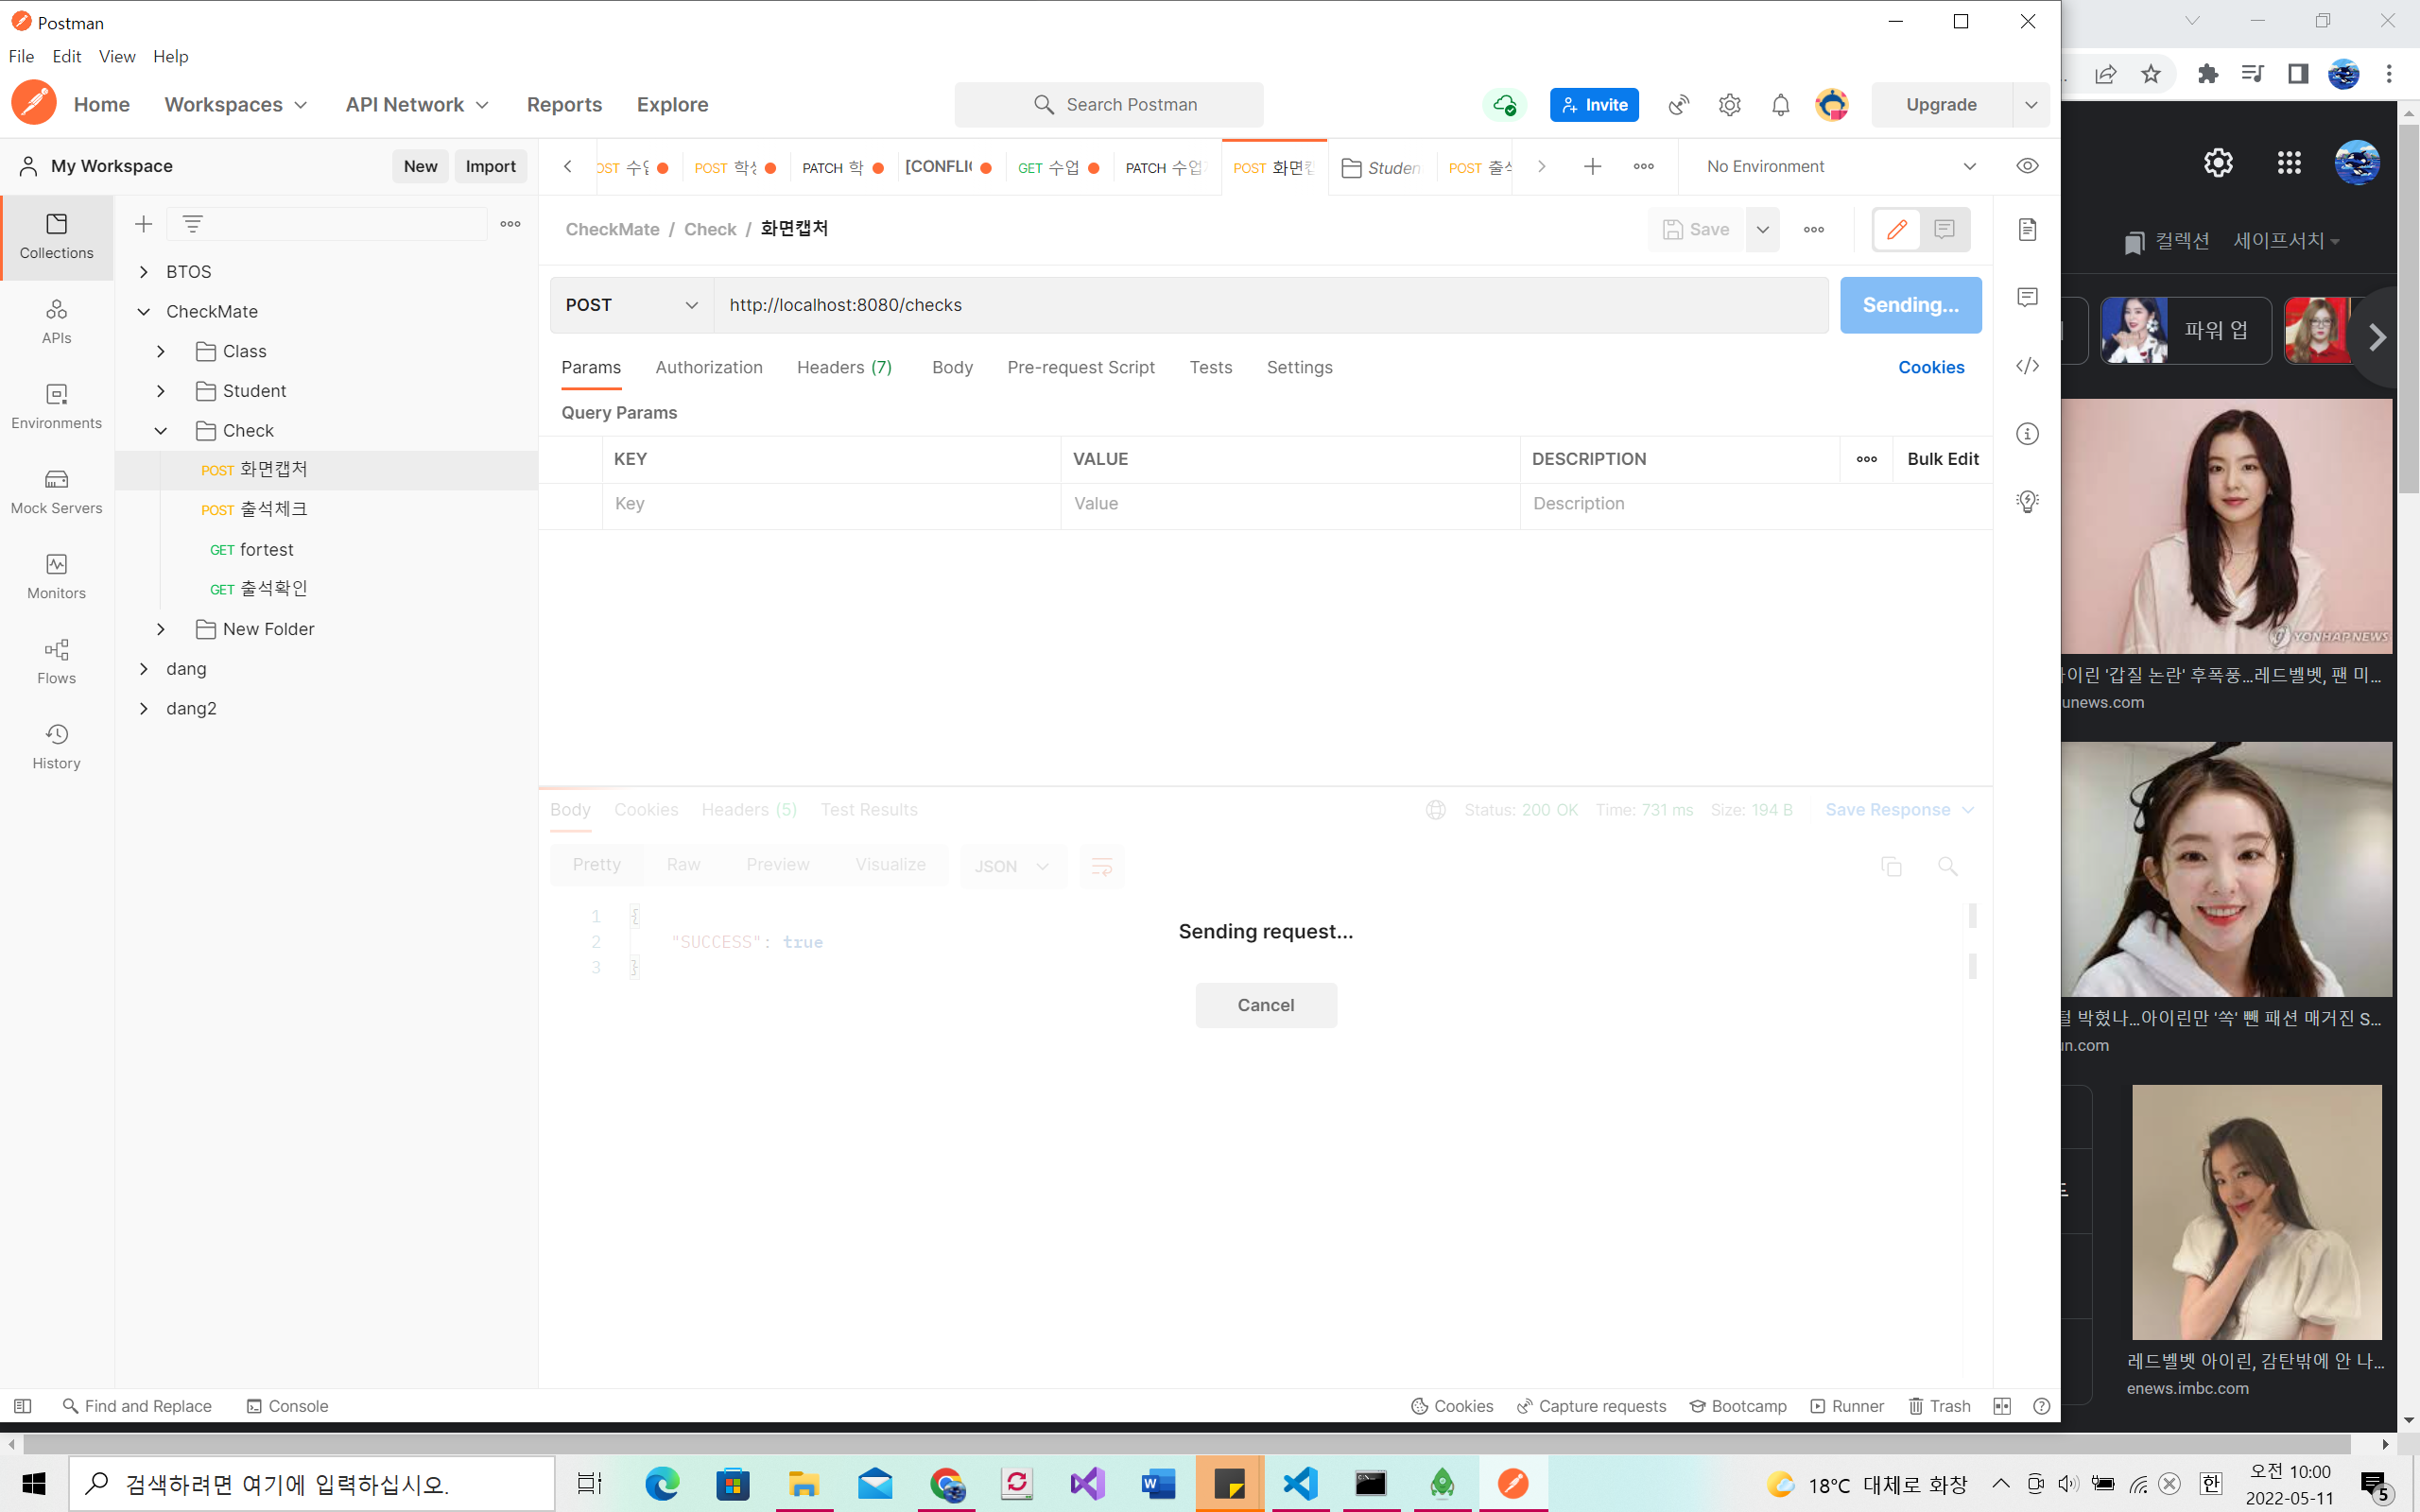 Postman
File Edit View Help
Home Workspaces API Network Reports Explore
Search Postman
Invite
Upgrade
My Workspace
New Import
POST 학생
PATCH 학
[CONFLIC
GET 수업
PATCH 수업
POST 화면캡
Studen
POST 출석
No Environment
Collections
APIs
Environments
Mock Servers
Monitors
Flows
History
BTOS
CheckMate
Class
Student
Check
POST 화면캡처
POST 출석체크
GET fortest
GET 출석확인
New Folder
dang
dang2
CheckMate / Check / 화면캡처
Save
POST http://localhost:8080/checks
Sending...
Params Authorization Headers (7) Body Pre-request Script Tests Settings
Cookies
Query Params
KEY VALUE DESCRIPTION
Bulk Edit
Key Value Description
Body Cookies Headers (5) Test Results
Status: 200 OK Time: 731 ms Size: 194 B Save Response
Pretty Raw Preview Visualize JSON
1 {
2 "SUCCESS": true
3 }
Sending request...
Cancel
Find and Replace Console
Cookies Capture requests Bootcamp Runner Trash
컬렉션 세이프서치
파워 업
YONHAP NEWS
아이린 '갑질 논란' 후폭풍...레드벨벳, 팬 미...
unews.com
박혔나...아이린만 '쏙' 뺀 패션 매거진 S...
un.com
레드벨벳 아이린, 감탄밖에 안 나...
enews.imbc.com
검색하려면 여기에 입력하십시오.
18°C 대체로 화창
한
오전 10:00
2022-05-11
5